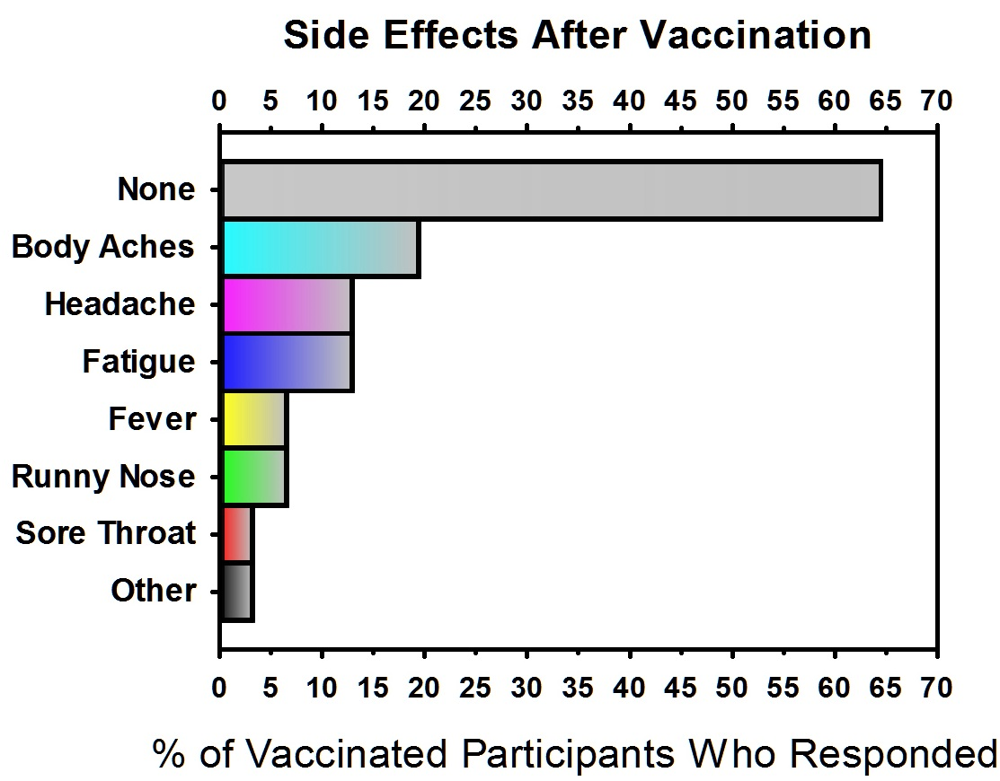 Side Effects After Vaccination
0 5 10 15 20 25 30 35 40 45 50 55 60 65 70
None
Body Aches
Headache
Fatigue
Fever
Runny Nose
Sore Throat
Other
0 5 10 15 20 25 30 35 40 45 50 55 60 65 70
% of Vaccinated Participants Who Responded